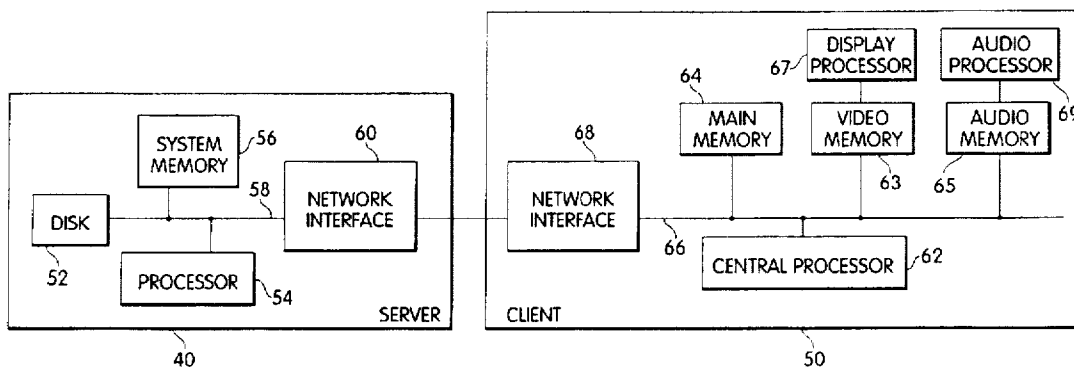 SYSTEM
MEMORY
56
60
NETWORK
INTERFACE
58
DISK
52
PROCESSOR
54
SERVER
40
DISPLAY
PROCESSOR
67
AUDIO
PROCESSOR
69
64
MAIN
MEMORY
VIDEO
MEMORY
63
AUDIO
MEMORY
65
68
NETWORK
INTERFACE
66
CENTRAL PROCESSOR
62
CLIENT
50